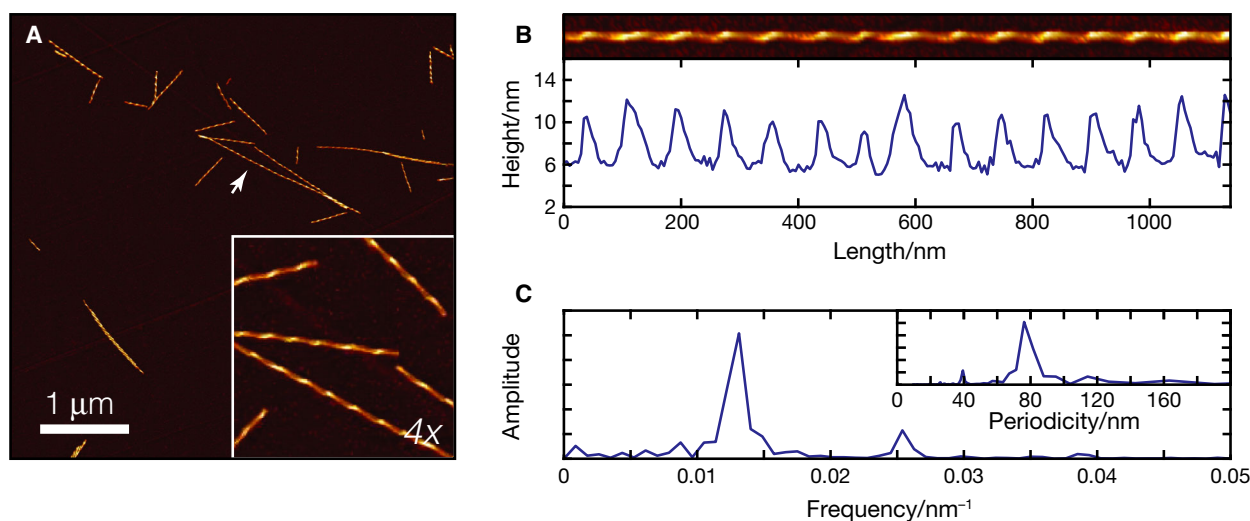 A
1 μm
4x
B
Height/nm
14
10
6
2
0
200
400
600
800
1000
Length/nm
C
Amplitude
0
40
80
120
160
Periodicity/nm
0
0.01
0.02
0.03
0.04
0.05
Frequency/nm⁻¹